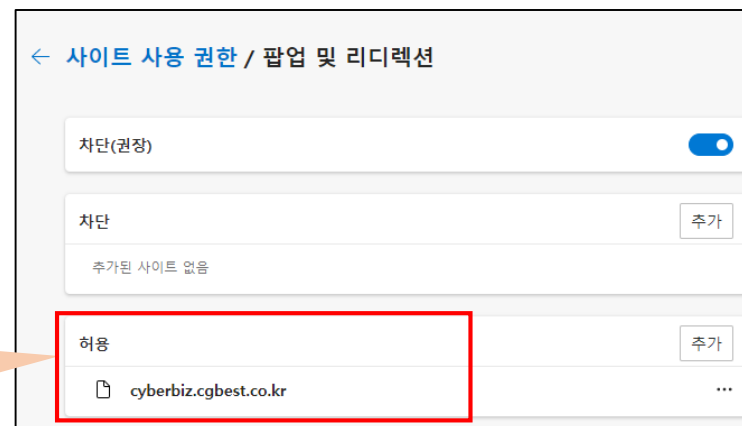 ← 사이트 사용 권한 / 팝업 및 리디렉션
차단(권장)
차단 추가
추가된 사이트 없음
허용 추가
cyberbiz.cgbest.co.kr ...